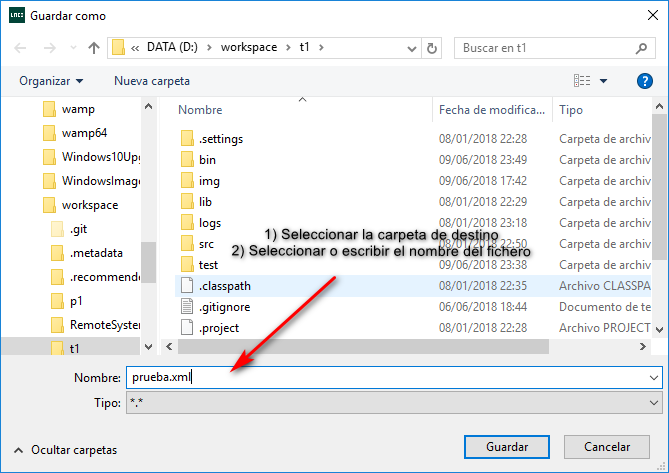 LMCI Guardar como
« DATA (D:) > workspace > t1 > Buscar en t1
Organizar Nueva carpeta
Nombre Fecha de modifica... Tipo
wamp
wamp64
Windows10Upg
WindowsImage
workspace
.git
.metadata
.recommende
p1
RemoteSystem
t1
.settings 08/01/2018 22:28 Carpeta de archiv
bin 09/06/2018 23:49 Carpeta de archiv
img 09/06/2018 17:42 Carpeta de archiv
lib 08/01/2018 22:29 Carpeta de archiv
logs 08/01/2018 23:18 Carpeta de archiv
src 08/01/2018 22:50 Carpeta de archiv
test 09/06/2018 23:38 Carpeta de archiv
.classpath 08/01/2018 22:35 Archivo CLASSPA
.gitignore 06/06/2018 18:44 Documento de te
.project 08/01/2018 22:28 Archivo PROJECT
1) Seleccionar la carpeta de destino
2) Seleccionar o escribir el nombre del fichero
Nombre: prueba.xml
Tipo: *.*
Ocultar carpetas Guardar Cancelar